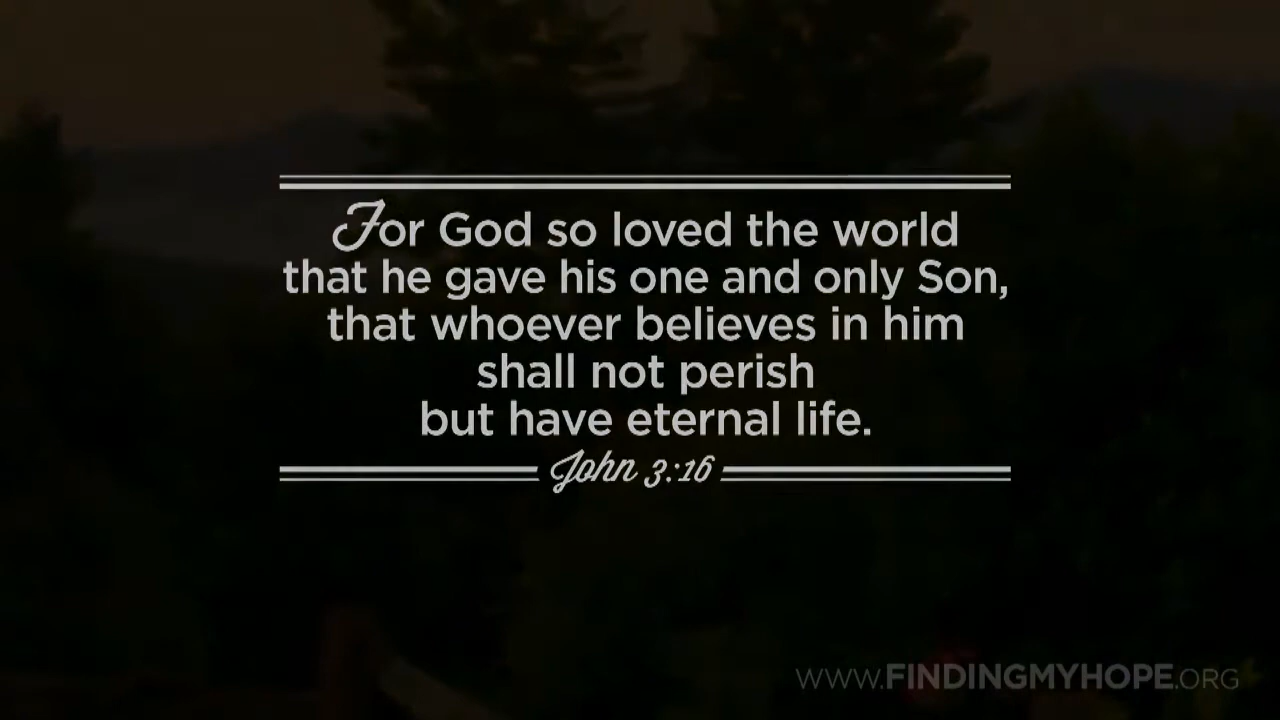 For God so loved the world
that he gave his one and only Son,
that whoever believes in him
shall not perish
but have eternal life.
John 3:16
WWW.FINDINGMYHOPE.ORG